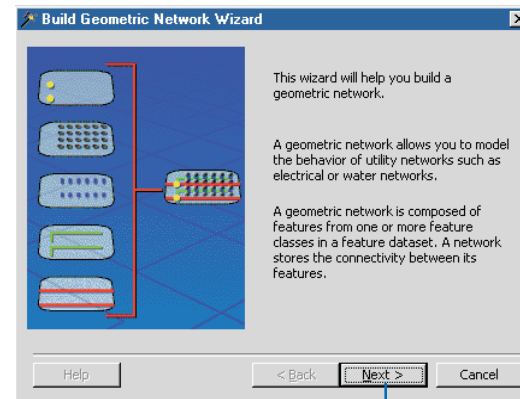 Build Geometric Network Wizard
This wizard will help you build a
geometric network.
A geometric network allows you to model
the behavior of utility networks such as
electrical or water networks.
A geometric network is composed of
features from one or more feature
classes in a feature dataset. A network
stores the connectivity between its
features.
Help
< Back
Next >
Cancel